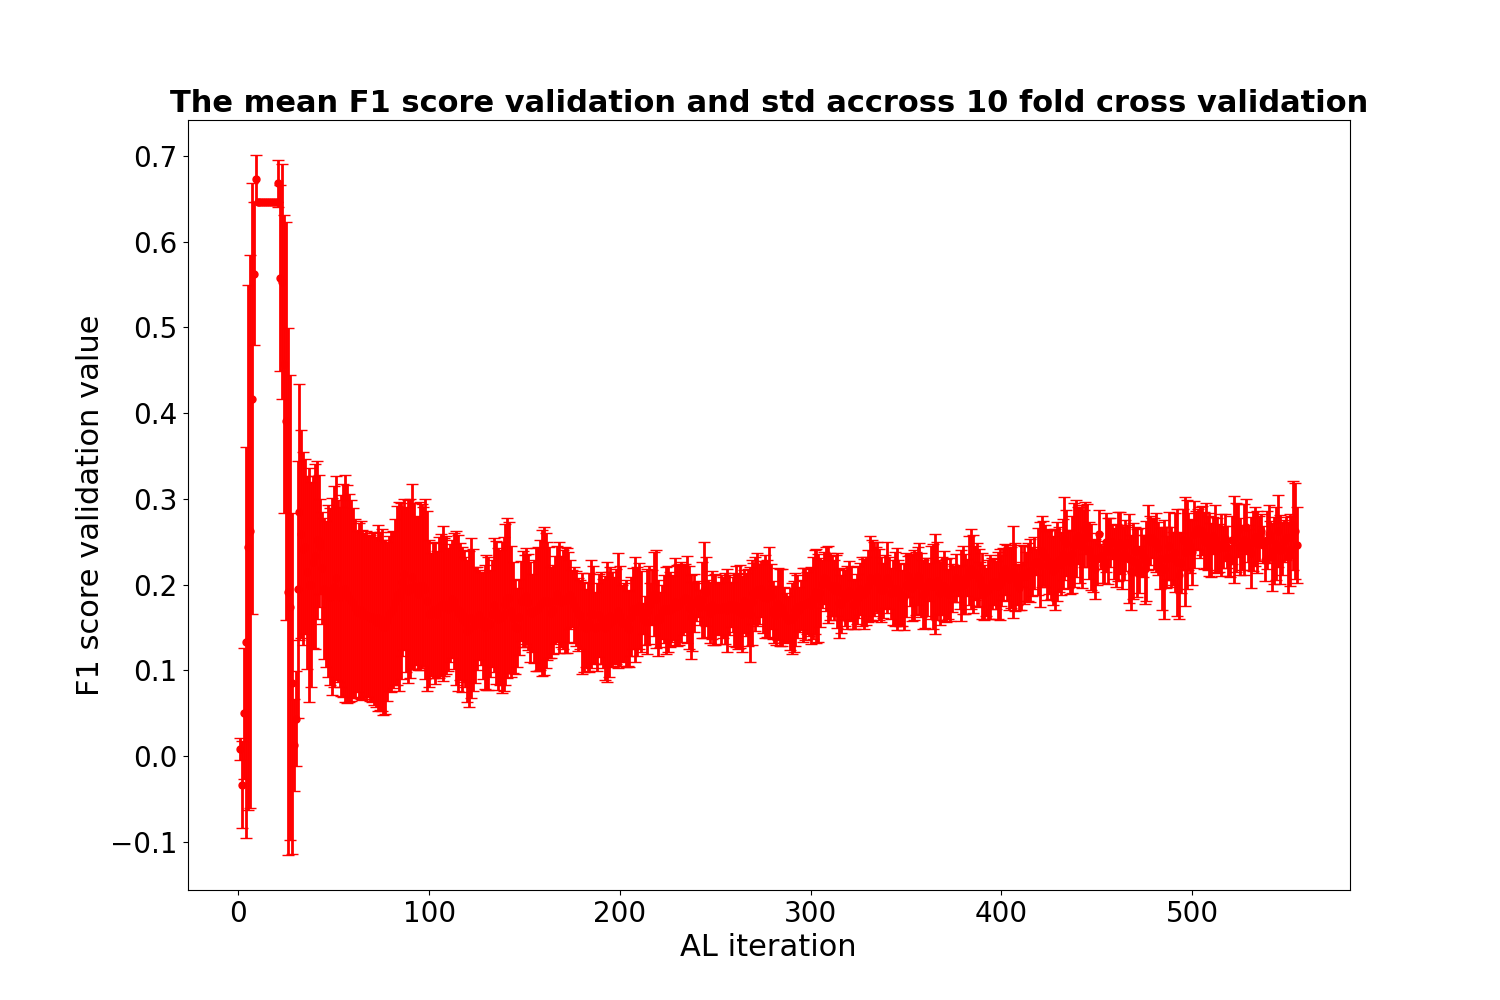 The mean F1 score validation and std accross 10 fold cross validation
0.7
0.6
0.5
0.4
0.3
0.2
0.1
0.0
−0.1
F1 score validation value
0 100 200 300 400 500
AL iteration